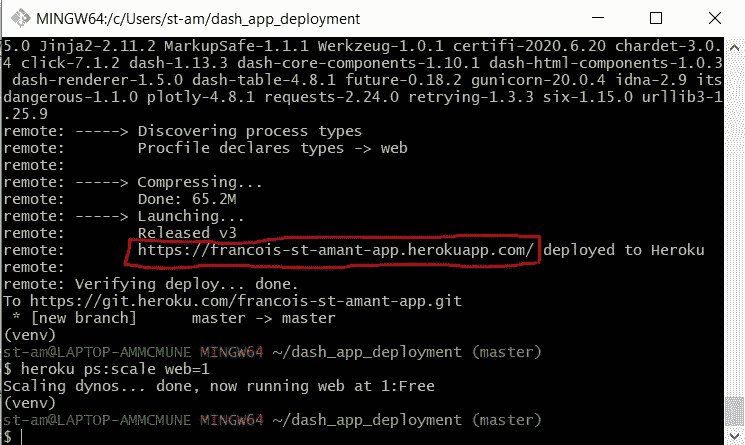 MINGW64:/c/Users/st-am/dash_app_deployment
5.0 Jinja2-2.11.2 MarkupSafe-1.1.1 Werkzeug-1.0.1 certifi-2020.6.20 chardet-3.0.
4 click-7.1.2 dash-1.13.3 dash-core-components-1.10.1 dash-html-components-1.0.3
dash-renderer-1.5.0 dash-table-4.8.1 future-0.18.2 gunicorn-20.0.4 idna-2.9 its
dangerous-1.1.0 plotly-4.8.1 requests-2.24.0 retrying-1.3.3 six-1.15.0 urllib3-1
.25.9
remote: -----> Discovering process types
remote:        Procfile declares types -> web
remote:
remote: -----> Compressing...
remote:        Done: 65.2M
remote: -----> Launching...
remote:        Released v3
remote:        https://francois-st-amant-app.herokuapp.com/ deployed to Heroku
remote:
remote: Verifying deploy... done.
To https://git.heroku.com/francois-st-amant-app.git
 * [new branch]      master -> master
(venv)
st-am@LAPTOP-AMMCMUNE MINGW64 ~/dash_app_deployment (master)
$ heroku ps:scale web=1
Scaling dynos... done, now running web at 1:Free
(venv)
st-am@LAPTOP-AMMCMUNE MINGW64 ~/dash_app_deployment (master)
$